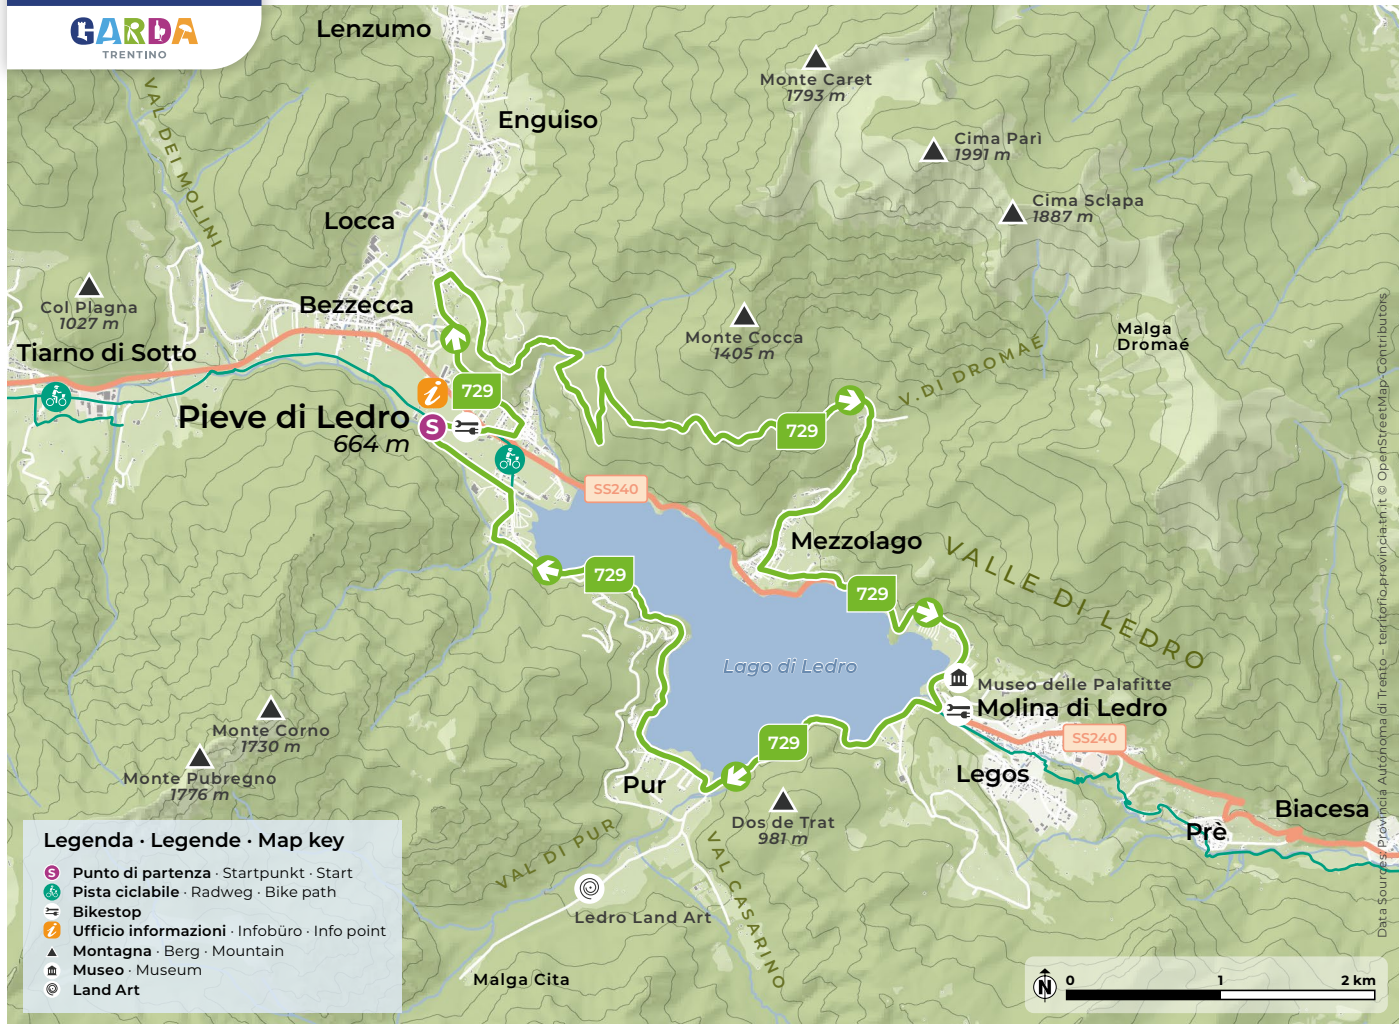 GARDA
TRENTINO
Lenzumo
VAL DEI MOLINI
Monte Caret
1793 m
Enguiso
Cima Parì
1991 m
Cima Sclapa
1887 m
Locca
Col Plagna
1027 m
Bezzecca
Monte Cocca
1405 m
Malga
Dromaé
Tiarno di Sotto
V. DI DROMAÉ
i
729
Pieve di Ledro
664 m
S
729
SS240
Mezzolago
VALLE DI LEDRO
729
729
Lago di Ledro
Museo delle Palafitte
Molina di Ledro
SS240
Monte Corno
1730 m
729
Monte Pubregno
1776 m
Pur
Legos
Dos de Trat
981 m
Biacesa
Prè
VAL DI PUR
VAL CASARINO
Ledro Land Art
Malga Cita
Legenda · Legende · Map key
S Punto di partenza · Startpunkt · Start
Pista ciclabile · Radweg · Bike path
Bikestop
i Ufficio informazioni · Infobüro · Info point
Montagna · Berg · Mountain
Museo · Museum
Land Art
N
0 1 2 km
Data Sources: Provincia Autonoma di Trento – territorio.provincia.tn.it © OpenStreetMap-Contributors